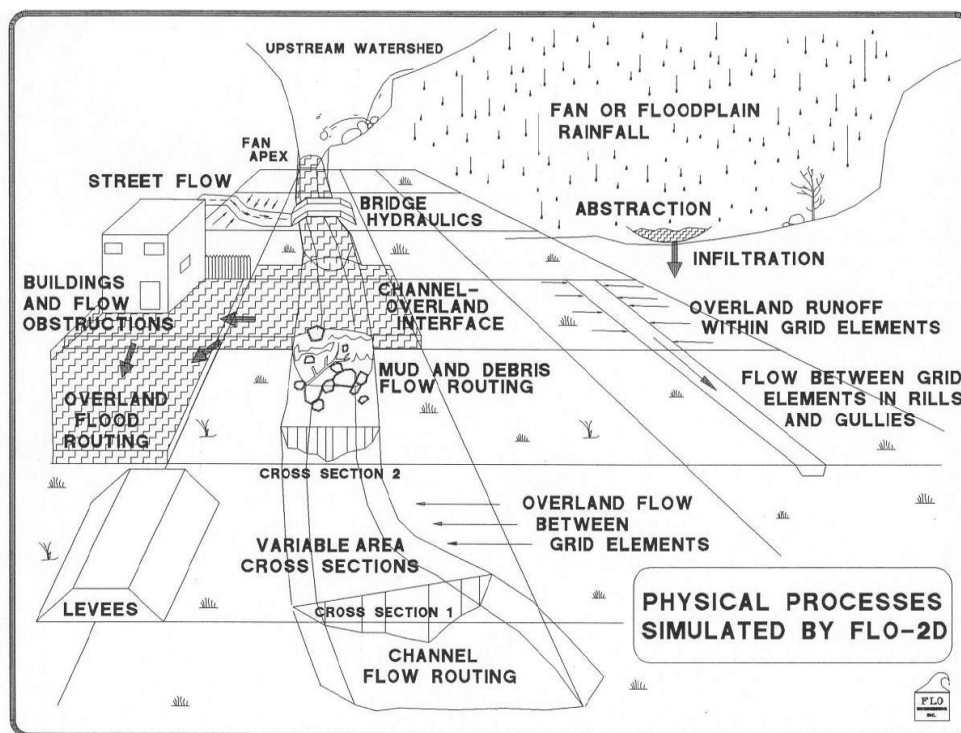 UPSTREAM WATERSHED
FAN OR FLOODPLAIN
RAINFALL
FAN
APEX
STREET FLOW
BRIDGE
HYDRAULICS
ABSTRACTION
INFILTRATION
BUILDINGS
AND FLOW
OBSTRUCTIONS
CHANNEL-
OVERLAND
INTERFACE
OVERLAND RUNOFF
WITHIN GRID ELEMENTS
MUD AND DEBRIS
FLOW ROUTING
FLOW BETWEEN GRID
ELEMENTS IN RILLS
AND GULLIES
OVERLAND
FLOOD
ROUTING
CROSS SECTION 2
OVERLAND FLOW
BETWEEN
GRID ELEMENTS
VARIABLE AREA
CROSS SECTIONS
LEVEES
CROSS SECTION 1
CHANNEL
FLOW ROUTING
PHYSICAL PROCESSES
SIMULATED BY FLO-2D
FLO
ENGINEERING
INC.